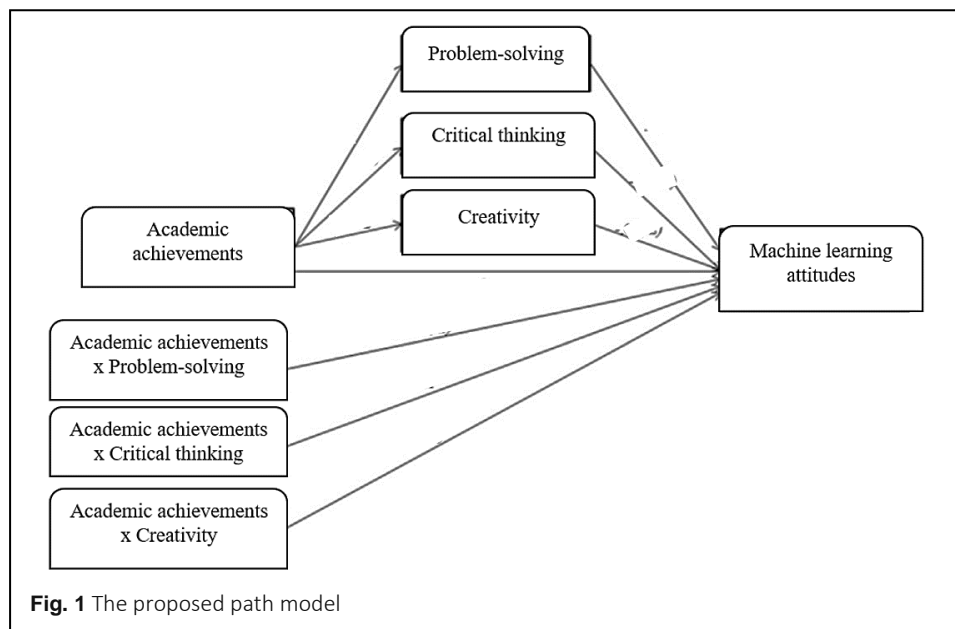 Problem-solving
Critical thinking
Creativity
Academic
achievements
Machine learning
attitudes
Academic achievements
x Problem-solving
Academic achievements
x Critical thinking
Academic achievements
x Creativity
Fig. 1 The proposed path model